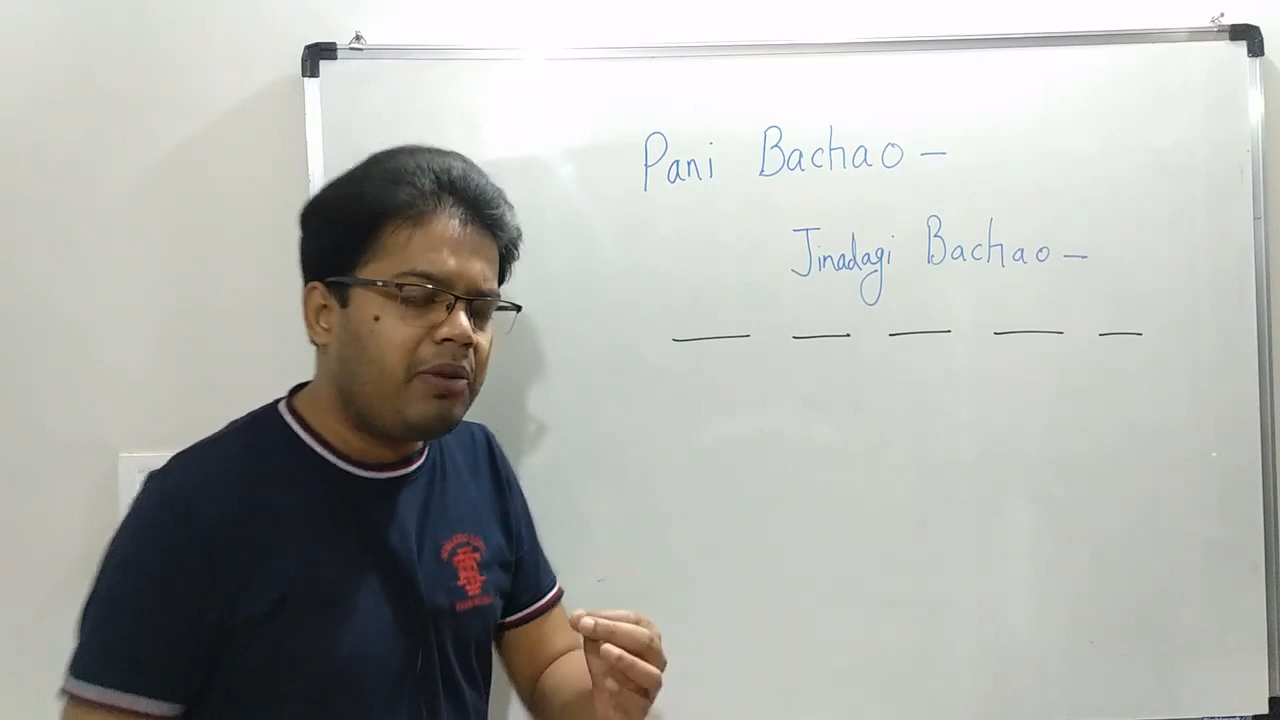 Pani Bachao –
Jinadagi Bachao –
— — — — —